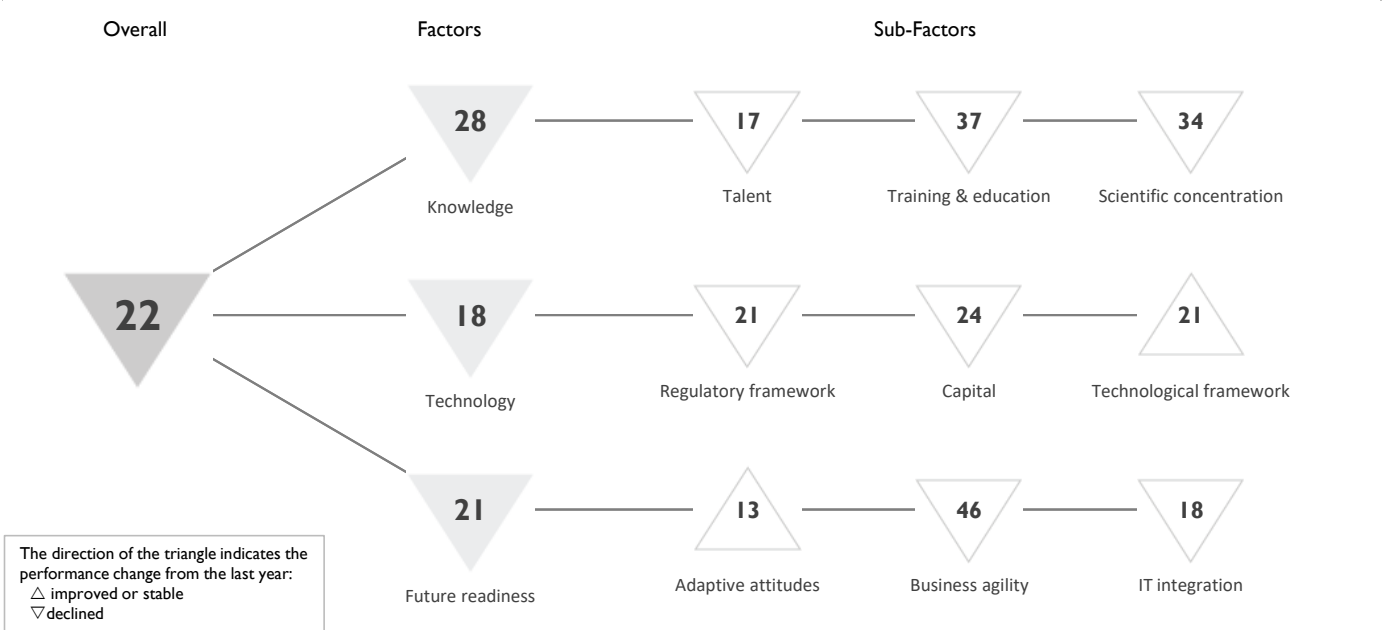 Overall Factors Sub-Factors
28 17 37 34
Knowledge Talent Training & education Scientific concentration
22 18 21 24 21
Technology Regulatory framework Capital Technological framework
21 13 46 18
Future readiness Adaptive attitudes Business agility IT integration
The direction of the triangle indicates the
performance change from the last year:
△ improved or stable
▽ declined